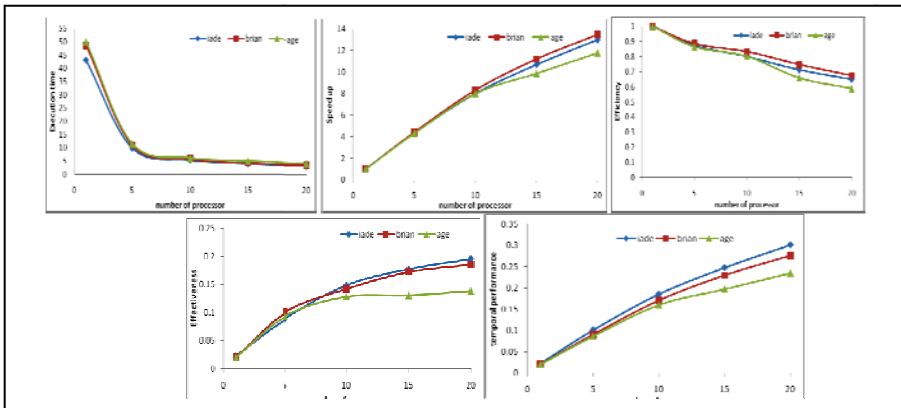 iade brian age
Execution time
55
50
45
40
35
30
25
20
15
10
5
0
0 5 10 15 20
number of processor
iade brian age
Speed up
14
12
10
8
6
4
2
0
0 5 10 15 20
number of processor
iade brian age
Efficiency
1
0.9
0.8
0.7
0.6
0.5
0.4
0.3
0.2
0.1
0
0 5 10 15 20
number of processor
iade brian age
Effectiveness
0.25
0.2
0.15
0.1
0.05
0
0 5 10 15 20
iade brian age
temporal performance
0.35
0.3
0.25
0.2
0.15
0.1
0.05
0
0 5 10 15 20